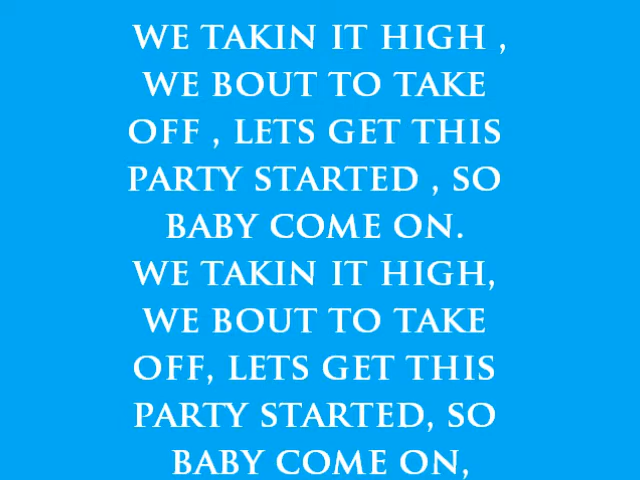 WE TAKIN IT HIGH ,
WE BOUT TO TAKE
OFF , LETS GET THIS
PARTY STARTED , SO
BABY COME ON.
WE TAKIN IT HIGH,
WE BOUT TO TAKE
OFF, LETS GET THIS
PARTY STARTED, SO
BABY COME ON,